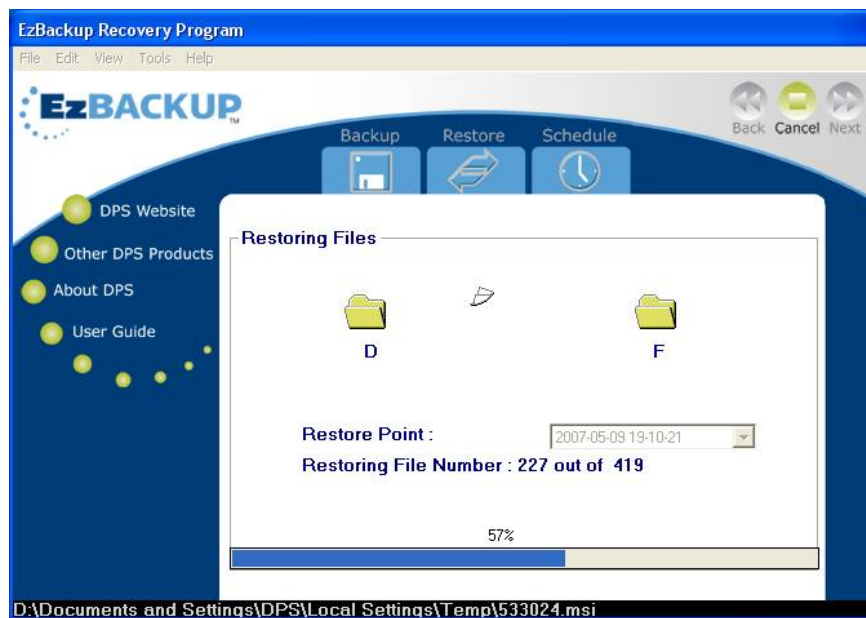 EzBackup Recovery Program
File Edit View Tools Help
EzBACKUP
TM
Back Cancel Next
Backup Restore Schedule
DPS Website
Other DPS Products
About DPS
User Guide
Restoring Files
D F
Restore Point : 2007-05-09 19-10-21
Restoring File Number : 227 out of 419
57%
D:\Documents and Settings\DPS\Local Settings\Temp\533024.msi